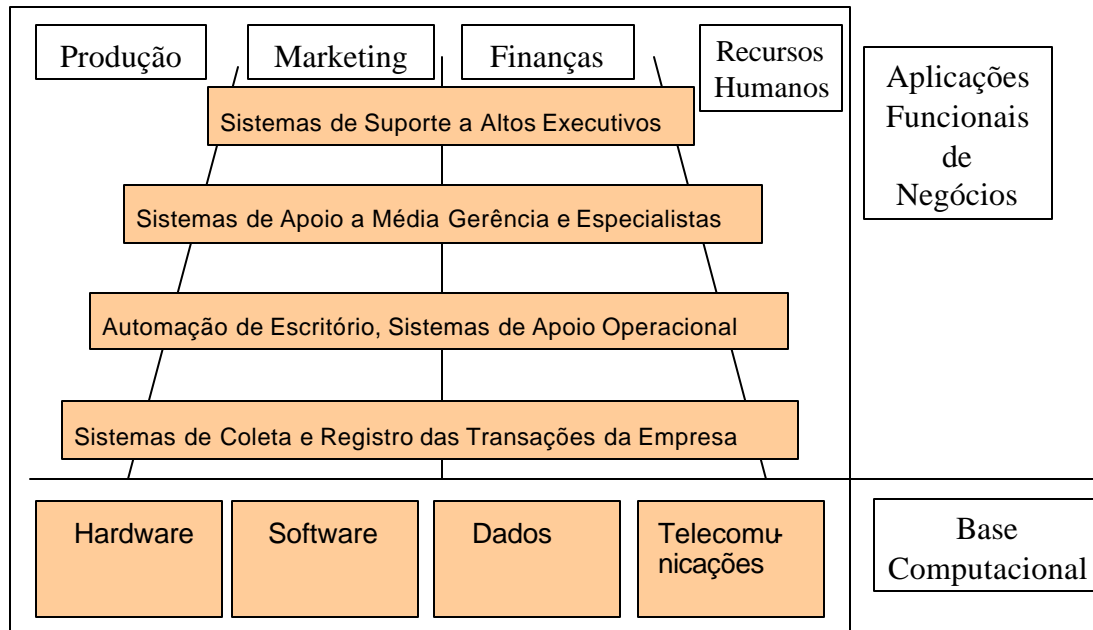 Produção
Marketing
Finanças
Recursos
Humanos
Aplicações
Funcionais
de
Negócios
Sistemas de Suporte a Altos Executivos
Sistemas de Apoio a Média Gerência e Especialistas
Automação de Escritório, Sistemas de Apoio Operacional
Sistemas de Coleta e Registro das Transações da Empresa
Hardware
Software
Dados
Telecomu-
nicações
Base
Computacional